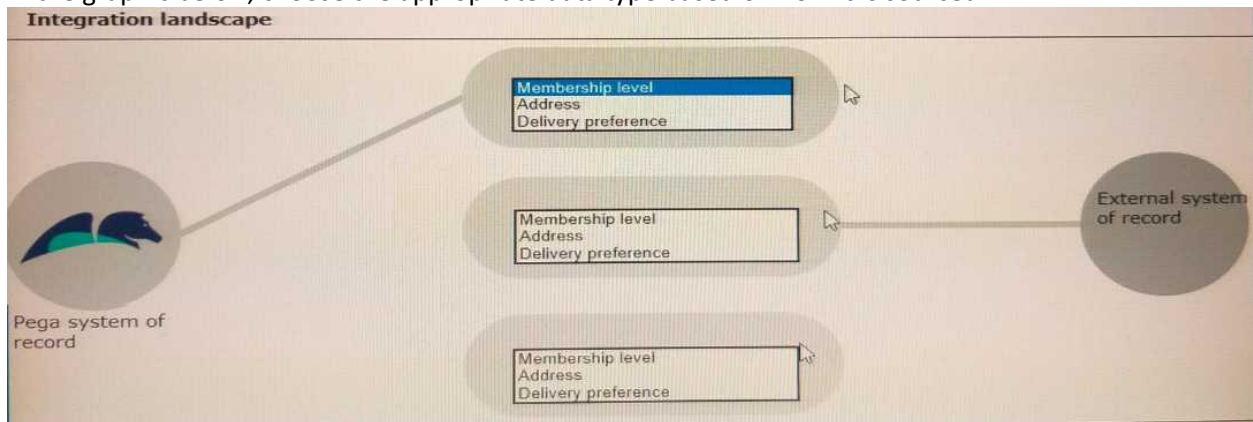 Integration landscape
Membership level
Address
Delivery preference
Membership level
Address
Delivery preference
External system
of record
Pega system of
record
Membership level
Address
Delivery preference